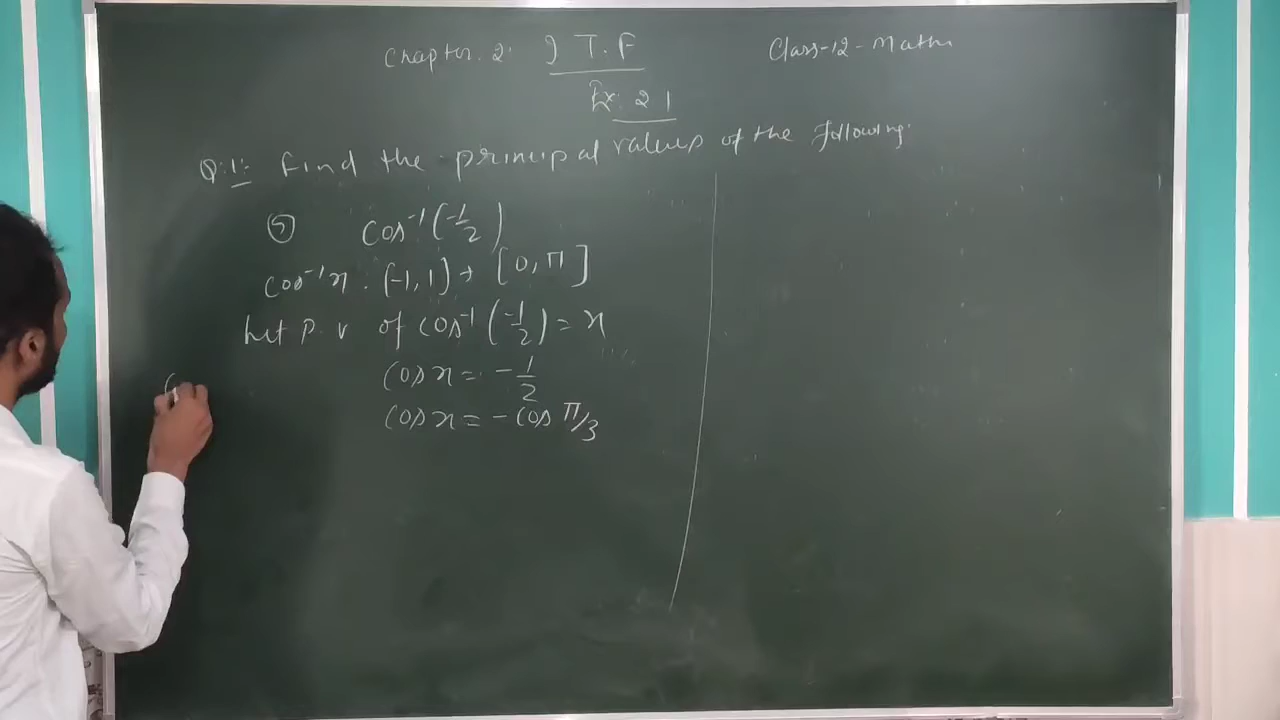 Chapter. 2. I T. F Class-12-Maths
Ex: 2 1
Q.1: Find the principal values of the following.
⑤ cos⁻¹(-1/2)
cos⁻¹x . [-1, 1] → [0, π]
Let P. v of cos⁻¹(-1/2) = x
cos x = -1/2
cos x = - cos π/3